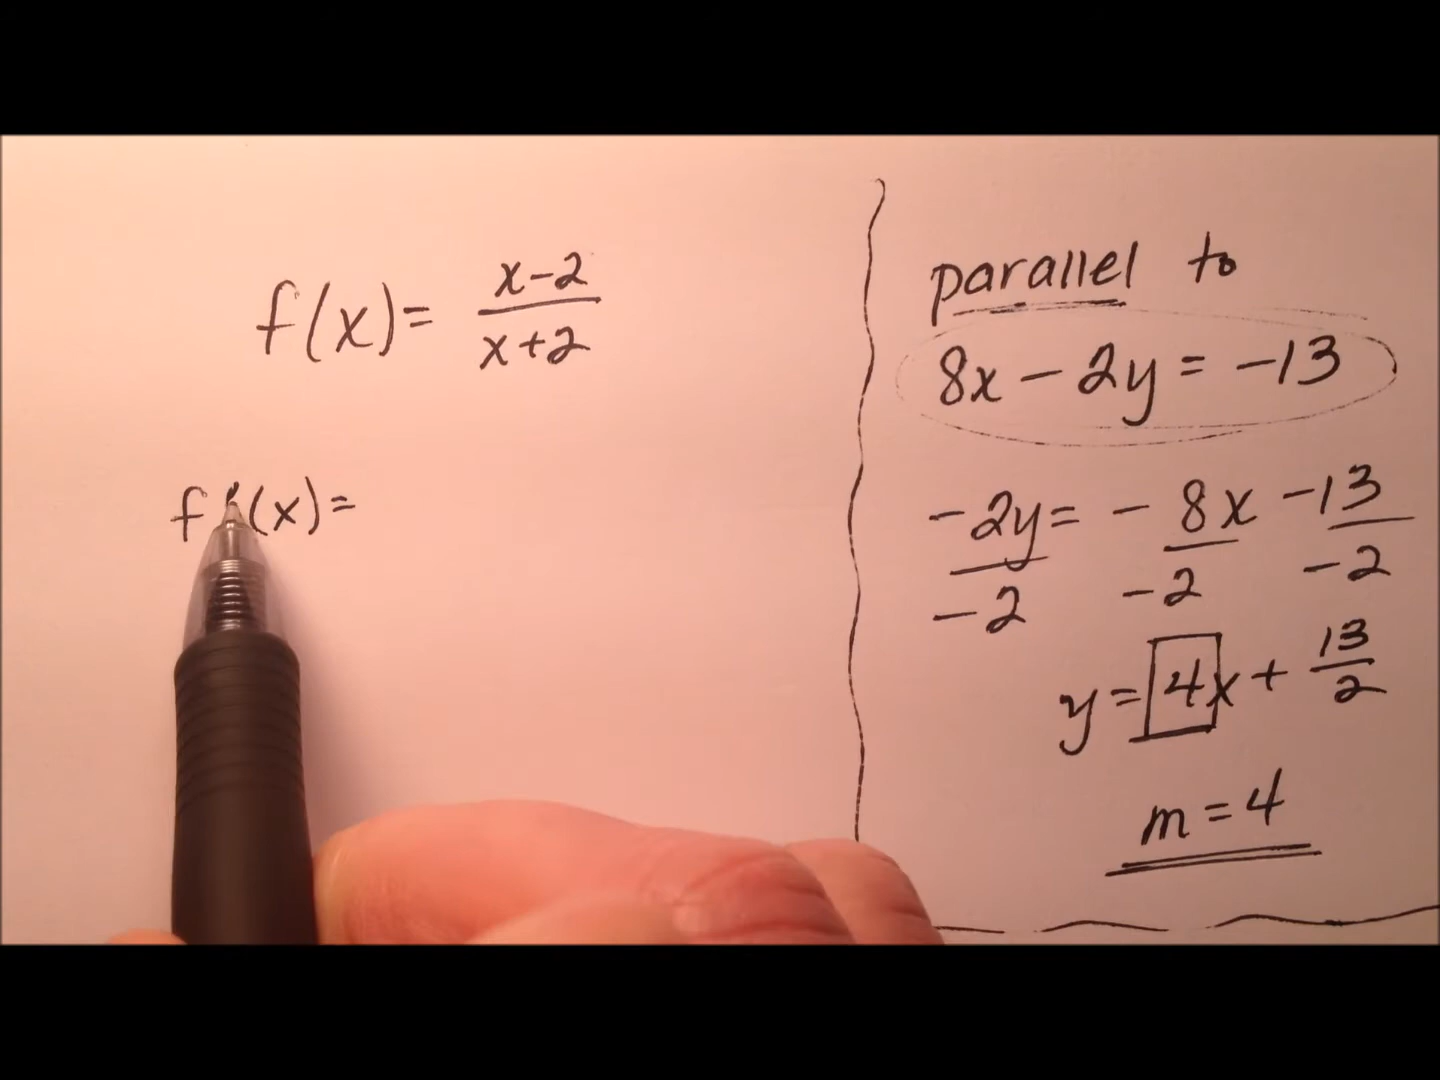 f(x) = x-2 / x+2
f'(x) =
parallel to
8x - 2y = -13
-2y = -8x - 13
-2 -2 -2
y = 4x + 13/2
m = 4